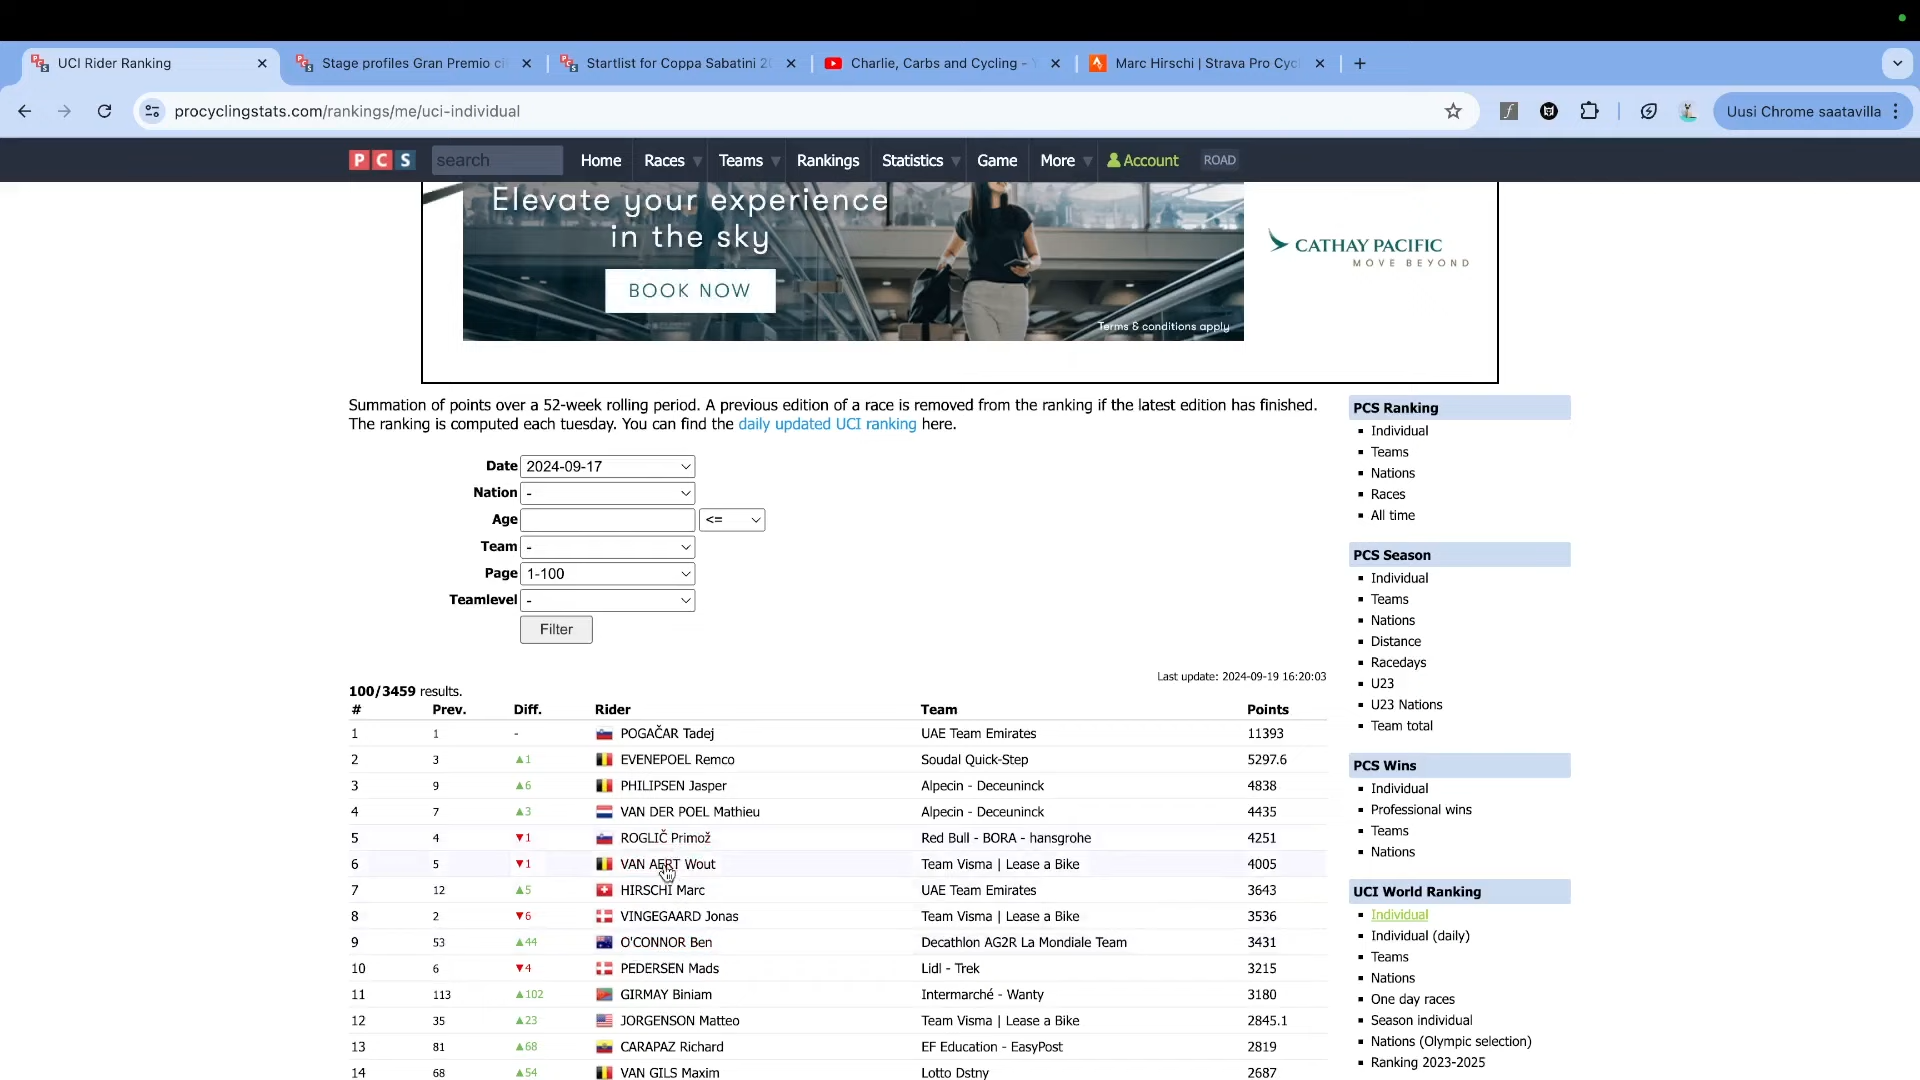 UCI Rider Ranking
Stage profiles Gran Premio ci
Startlist for Coppa Sabatini 2
Charlie, Carbs and Cycling - Y
Marc Hirschi | Strava Pro Cyc
procyclingstats.com/rankings/me/uci-individual
Uusi Chrome saatavilla
PCS search Home Races Teams Rankings Statistics Game More Account ROAD
Elevate your experience
in the sky
BOOK NOW
Terms & conditions apply
CATHAY PACIFIC
MOVE BEYOND
Summation of points over a 52-week rolling period. A previous edition of a race is removed from the ranking if the latest edition has finished.
The ranking is computed each tuesday. You can find the daily updated UCI ranking here.
Date 2024-09-17
Nation -
Age <=
Team -
Page 1-100
Teamlevel -
Filter
Last update: 2024-09-19 16:20:03
100/3459 results.
# Prev. Diff. Rider Team Points
1 1 - POGAČAR Tadej UAE Team Emirates 11393
2 3 ▲1 EVENEPOEL Remco Soudal Quick-Step 5297.6
3 9 ▲6 PHILIPSEN Jasper Alpecin - Deceuninck 4838
4 7 ▲3 VAN DER POEL Mathieu Alpecin - Deceuninck 4435
5 4 ▼1 ROGLIČ Primož Red Bull - BORA - hansgrohe 4251
6 5 ▼1 VAN AERT Wout Team Visma | Lease a Bike 4005
7 12 ▲5 HIRSCHI Marc UAE Team Emirates 3643
8 2 ▼6 VINGEGAARD Jonas Team Visma | Lease a Bike 3536
9 53 ▲44 O'CONNOR Ben Decathlon AG2R La Mondiale Team 3431
10 6 ▼4 PEDERSEN Mads Lidl - Trek 3215
11 113 ▲102 GIRMAY Biniam Intermarché - Wanty 3180
12 35 ▲23 JORGENSON Matteo Team Visma | Lease a Bike 2845.1
13 81 ▲68 CARAPAZ Richard EF Education - EasyPost 2819
14 68 ▲54 VAN GILS Maxim Lotto Dstny 2687
PCS Ranking
Individual
Teams
Nations
Races
All time
PCS Season
Individual
Teams
Nations
Distance
Racedays
U23
U23 Nations
Team total
PCS Wins
Individual
Professional wins
Teams
Nations
UCI World Ranking
Individual
Individual (daily)
Teams
Nations
One day races
Season individual
Nations (Olympic selection)
Ranking 2023-2025